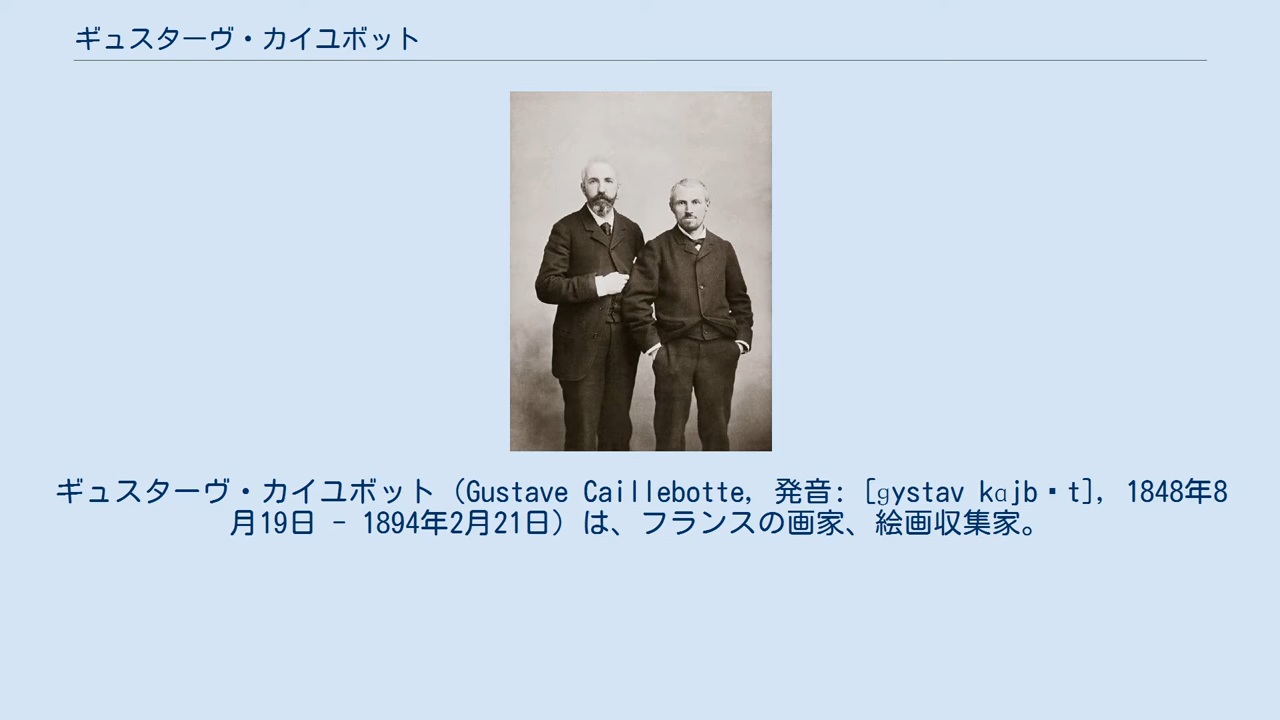 ギュスターヴ・カイユボット
ギュスターヴ・カイユボット（Gustave Caillebotte, 発音: [ɡystav kɑjb▪t], 1848年8
月19日 - 1894年2月21日）は、フランスの画家、絵画収集家。